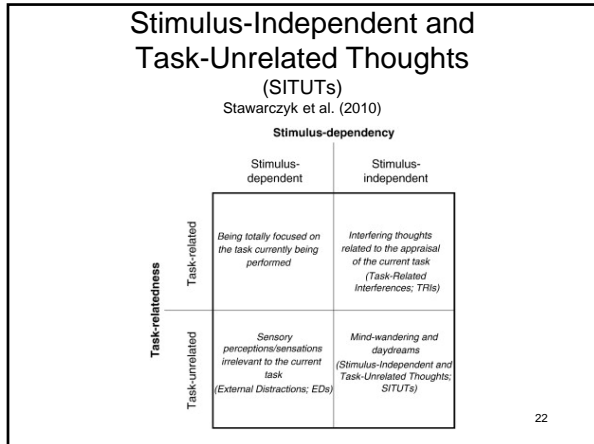 Stimulus-Independent and
Task-Unrelated Thoughts
(SITUTs)
Stawarczyk et al. (2010)
Stimulus-dependency
Stimulus-
dependent
Stimulus-
independent
Task-relatedness
Task-related
Being totally focused on
the task currently being
performed
Interfering thoughts
related to the appraisal
of the current task
(Task-Related
Interferences; TRIs)
Task-unrelated
Sensory
perceptions/sensations
irrelevant to the current
task
(External Distractions; EDs)
Mind-wandering and
daydreams
(Stimulus-Independent and
Task-Unrelated Thoughts;
SITUTs)
22